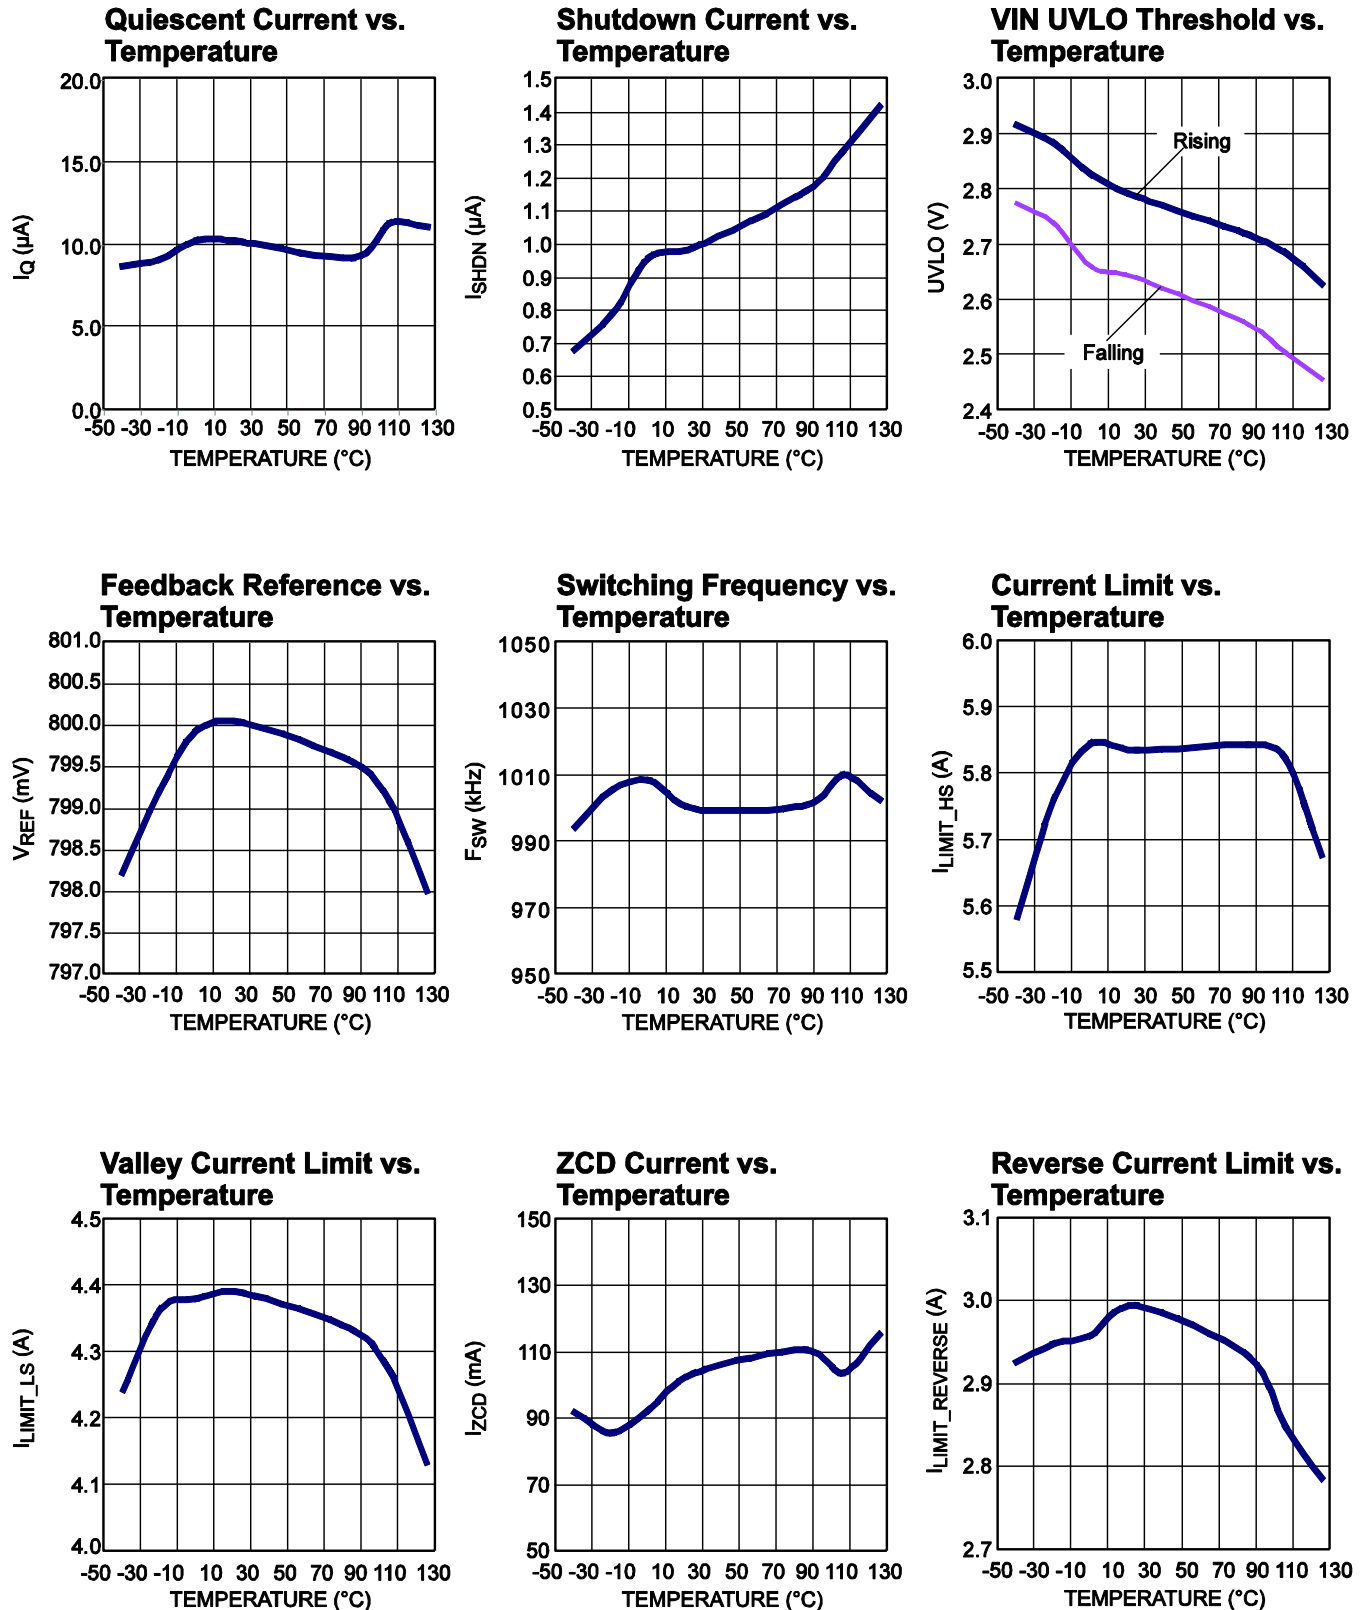 Quiescent Current vs.
Temperature
20.0
15.0
10.0
5.0
0.0
IQ (µA)
-50 -30 -10 10 30 50 70 90 110 130
TEMPERATURE (°C)
Shutdown Current vs.
Temperature
1.5
1.4
1.3
1.2
1.1
1.0
0.9
0.8
0.7
0.6
0.5
ISHDN (µA)
-50 -30 -10 10 30 50 70 90 110 130
TEMPERATURE (°C)
VIN UVLO Threshold vs.
Temperature
3.0
2.9
2.8
2.7
2.6
2.5
2.4
UVLO (V)
Rising
Falling
-50 -30 -10 10 30 50 70 90 110 130
TEMPERATURE (°C)
Feedback Reference vs.
Temperature
801.0
800.5
800.0
799.5
799.0
798.5
798.0
797.5
797.0
VREF (mV)
-50 -30 -10 10 30 50 70 90 110 130
TEMPERATURE (°C)
Switching Frequency vs.
Temperature
1050
1030
1010
990
970
950
FSW (kHz)
-50 -30 -10 10 30 50 70 90 110 130
TEMPERATURE (°C)
Current Limit vs.
Temperature
6.0
5.9
5.8
5.7
5.6
5.5
ILIMIT_HS (A)
-50 -30 -10 10 30 50 70 90 110 130
TEMPERATURE (°C)
Valley Current Limit vs.
Temperature
4.5
4.4
4.3
4.2
4.1
4.0
ILIMIT_LS (A)
-50 -30 -10 10 30 50 70 90 110 130
TEMPERATURE (°C)
ZCD Current vs.
Temperature
150
130
110
90
70
50
IZCD (mA)
-50 -30 -10 10 30 50 70 90 110 130
TEMPERATURE (°C)
Reverse Current Limit vs.
Temperature
3.1
3.0
2.9
2.8
2.7
ILIMIT_REVERSE (A)
-50 -30 -10 10 30 50 70 90 110 130
TEMPERATURE (°C)